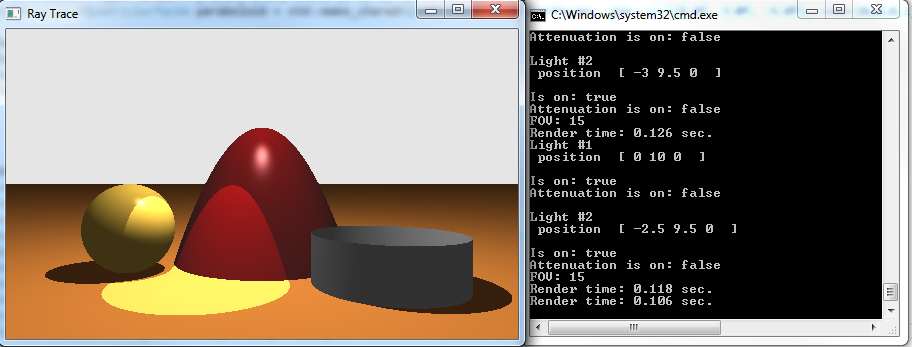 Ray Trace
C:\Windows\system32\cmd.exe
Attenuation is on: false
Light #2
position [ -3 9.5 0 ]
Is on: true
Attenuation is on: false
FOV: 15
Render time: 0.126 sec.
Light #1
position [ 0 10 0 ]
Is on: true
Attenuation is on: false
Light #2
position [ -2.5 9.5 0 ]
Is on: true
Attenuation is on: false
FOV: 15
Render time: 0.118 sec.
Render time: 0.106 sec.